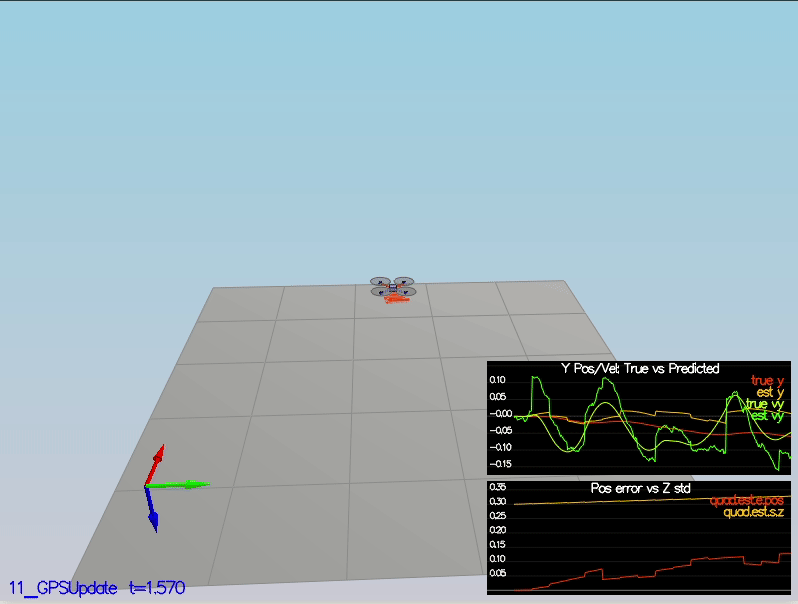 Y Pos/Vel: True vs Predicted
0.10
0.05
-0.00
-0.05
-0.10
-0.15
true y
est y
true vy
est vy
Pos error vs Z std
0.35
0.30
0.25
0.20
0.15
0.10
0.05
quad.est.e.pos
quad.est.s.z
11_GPSUpdate t=1.570